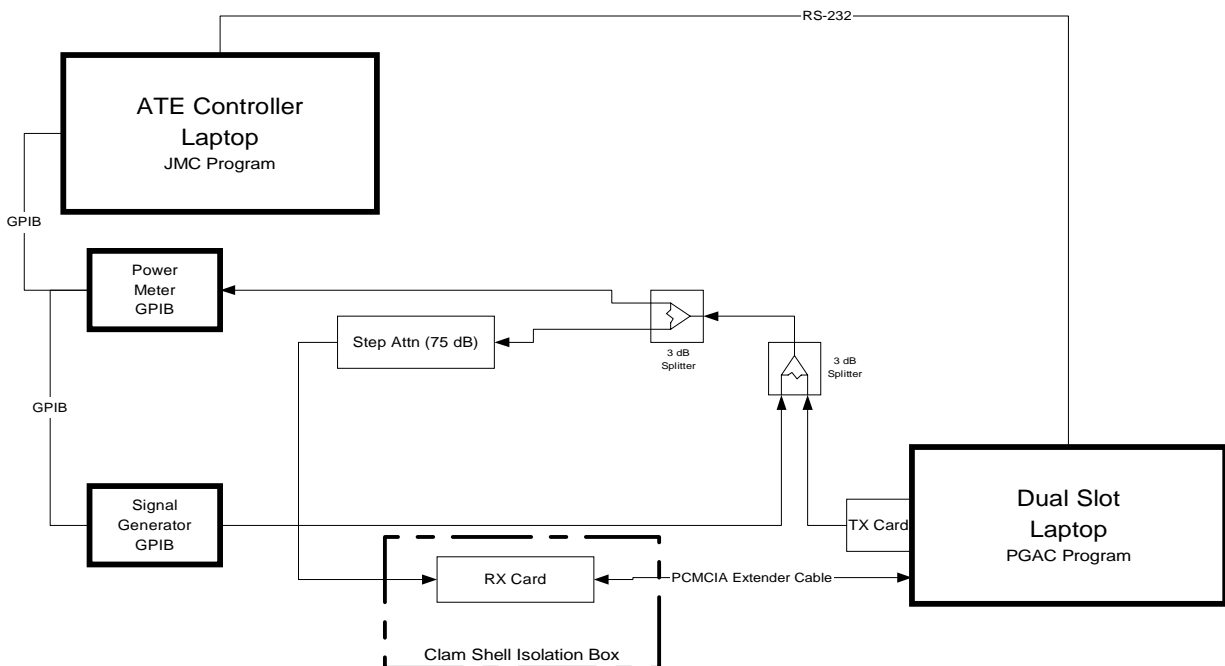 RS-232
ATE Controller
Laptop
JMC Program
GPIB
Power
Meter
GPIB
Step Attn (75 dB)
3 dB
Splitter
3 dB
Splitter
GPIB
Signal
Generator
GPIB
Dual Slot
Laptop
PGAC Program
TX Card
RX Card
PCMCIA Extender Cable
Clam Shell Isolation Box